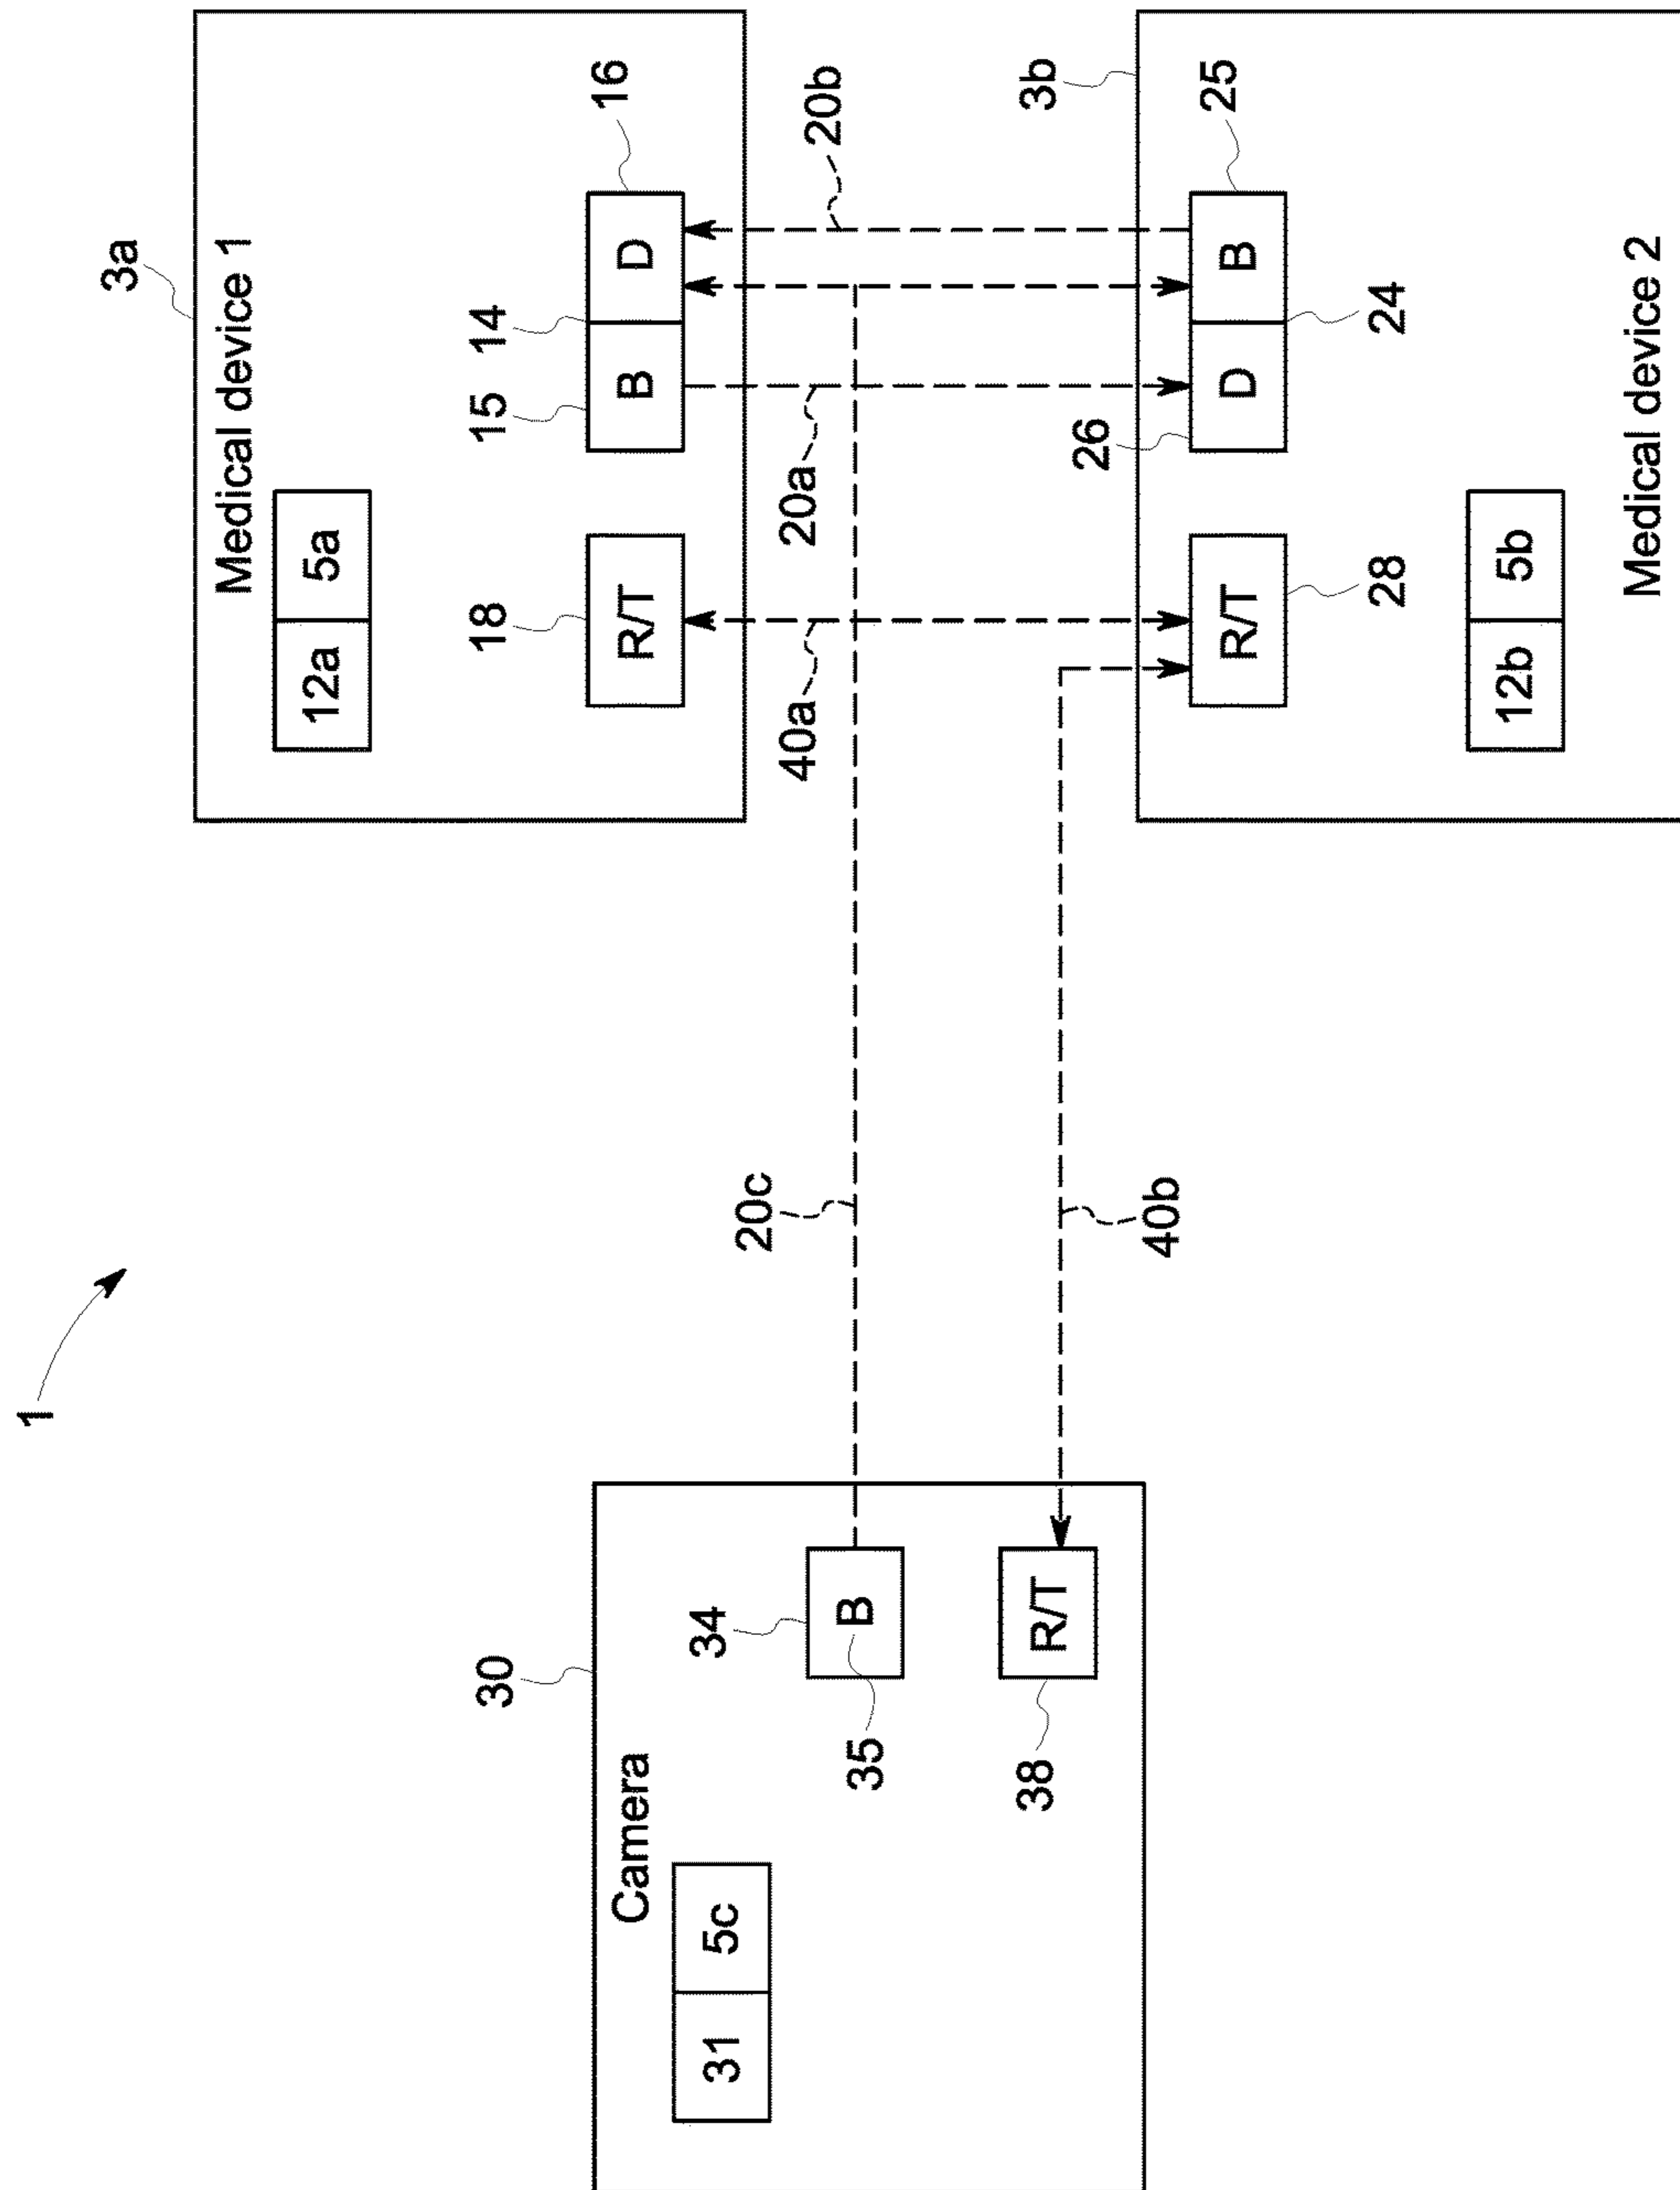 1
3a
Medical device 1
12a 5a
18
15
14
16
R/T
B D
40a
20a
20b
20c
40b
3b
26
25
R/T
D B
28
24
12b 5b
Medical device 2
30
Camera
31 5c
34
B
35
R/T
38